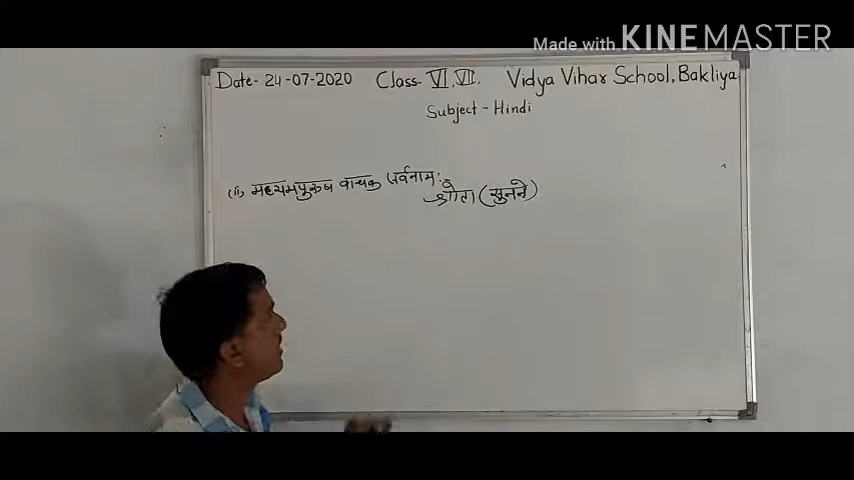 Made with KINEMASTER
Date- 24-07-2020 Class- VI, VII. Vidya Vihar School, Bakliya
Subject - Hindi
(ii) मध्यमपुरुष वाचक सर्वनाम:
श्रोता (सुनने)